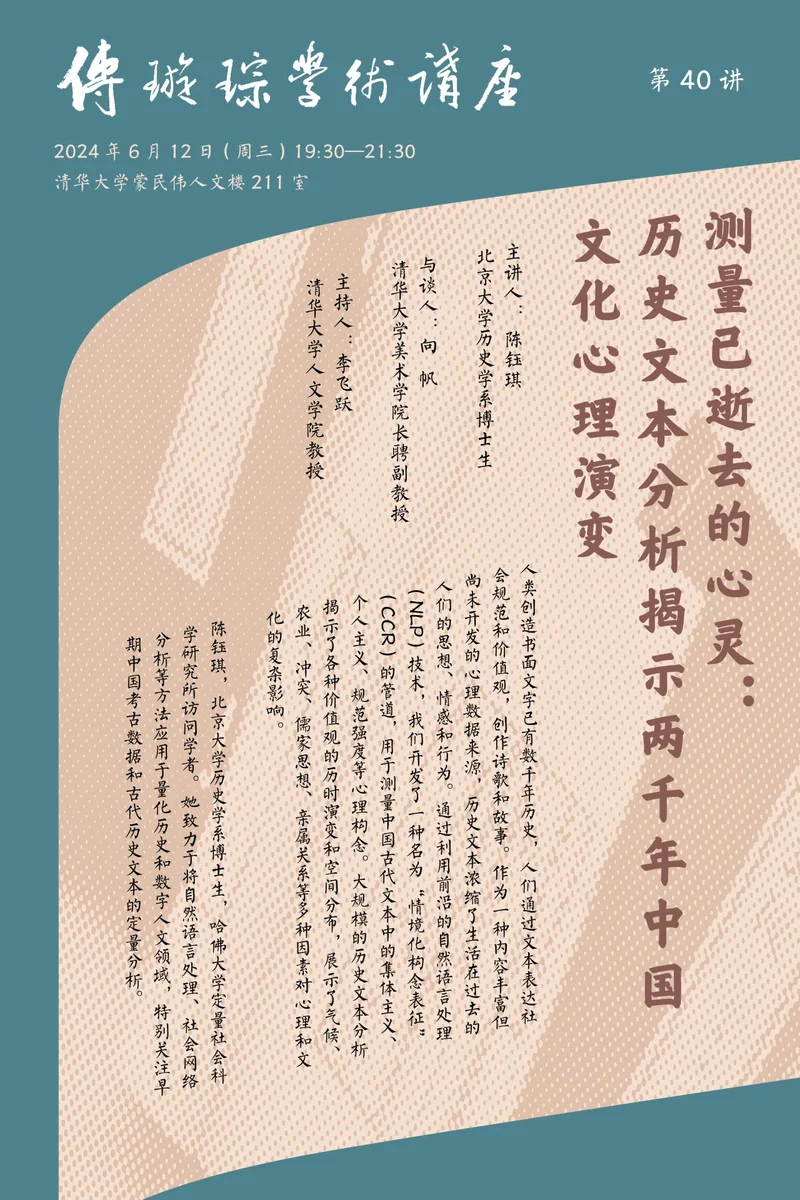 傅璇琮學術講座
第 40 讲
2024 年 6 月 12 日 ( 周三 ) 19:30—21:30
清华大学蒙民伟人文楼 211 室
测量已逝去的心灵：
历史文本分析揭示两千年中国
文化心理演变
主讲人：陈钰琪
北京大学历史学系博士生
与谈人：向 帆
清华大学美术学院长聘副教授
主持人：李飞跃
清华大学人文学院教授
人类创造书面文字已有数千年历史，人们通过文本表达社
会规范和价值观，创作诗歌和故事。作为一种内容丰富但
尚未开发的心理数据来源，历史文本浓缩了生活在过去的
人们的思想、情感和行为。通过利用前沿的自然语言处理
(NLP) 技术，我们开发了一种名为“情境化构念表征”
(CCR) 的管道，用于测量中国古代文本中的集体主义、
个人主义、规范强度等心理构念。大规模的历史文本分析
揭示了各种价值观的历时演变和空间分布，展示了气候、
农业、冲突、儒家思想、亲属关系等多种因素对心理和文
化的复杂影响。
陈钰琪，北京大学历史学系博士生，哈佛大学定量社会科
学研究所访问学者。她致力于将自然语言处理、社会网络
分析等方法应用于量化历史和数字人文领域，特别关注早
期中国考古数据和古代历史文本的定量分析。